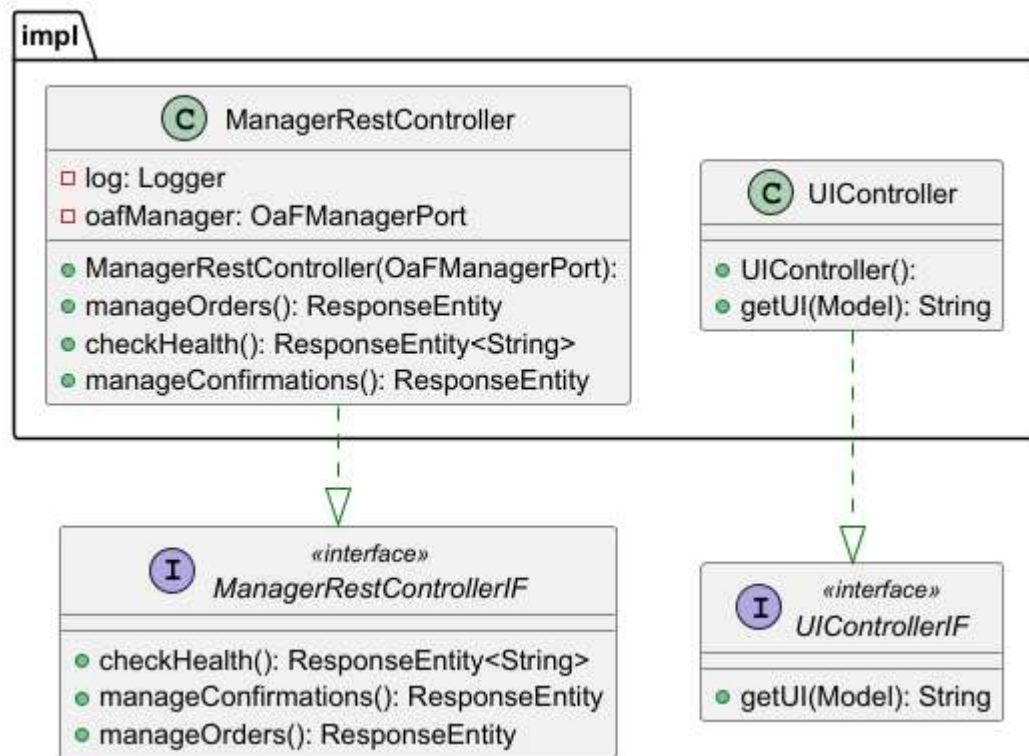 impl
C ManagerRestController
log: Logger
oafManager: OaFManagerPort
ManagerRestController(OaFManagerPort):
manageOrders(): ResponseEntity
checkHealth(): ResponseEntity<String>
manageConfirmations(): ResponseEntity
C UIController
UIController():
getUI(Model): String
I «interface»
ManagerRestControllerIF
checkHealth(): ResponseEntity<String>
manageConfirmations(): ResponseEntity
manageOrders(): ResponseEntity
I «interface»
UIControllerIF
getUI(Model): String